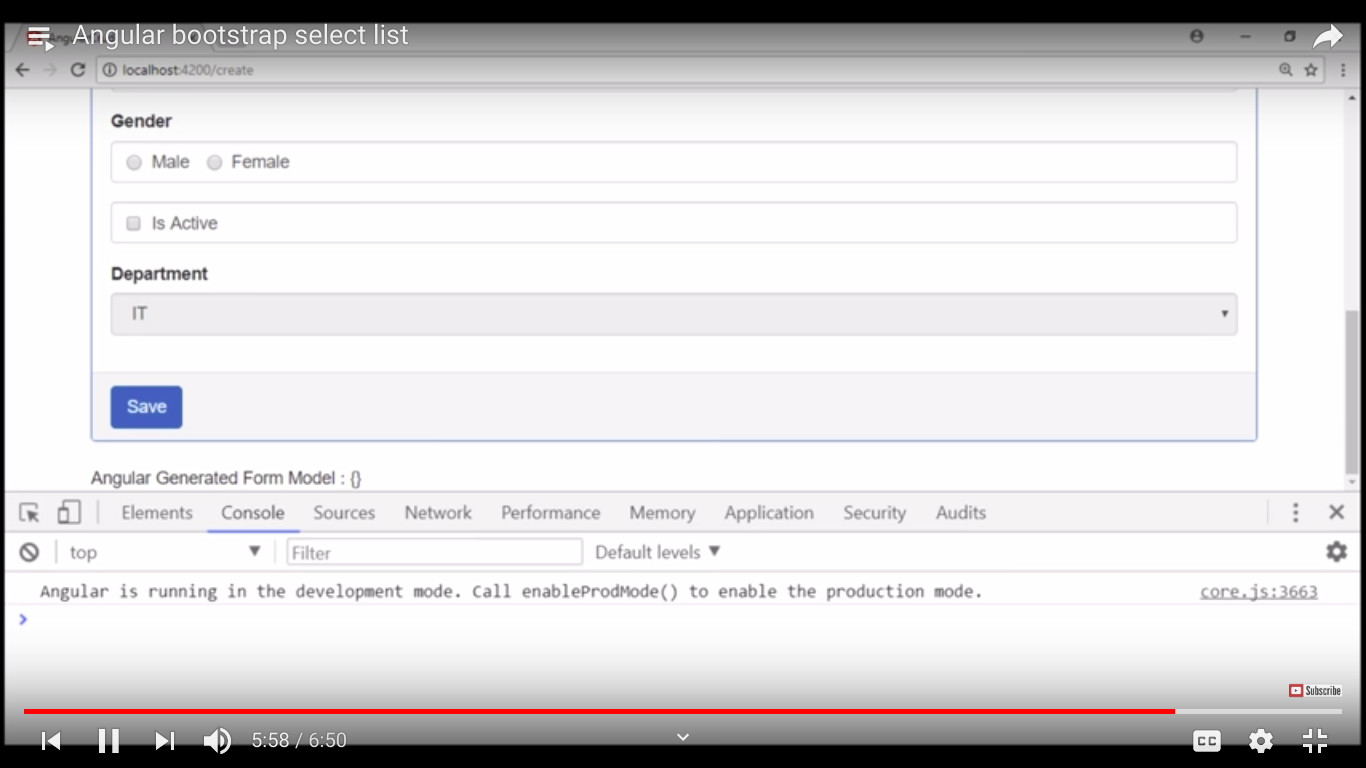 Angular bootstrap select list
localhost:4200/create
Gender
Male Female
Is Active
Department
IT
Save
Angular Generated Form Model : {}
Elements Console Sources Network Performance Memory Application Security Audits
top Filter Default levels
Angular is running in the development mode. Call enableProdMode() to enable the production mode. core.js:3663
Subscribe
5:58 / 6:50 CC